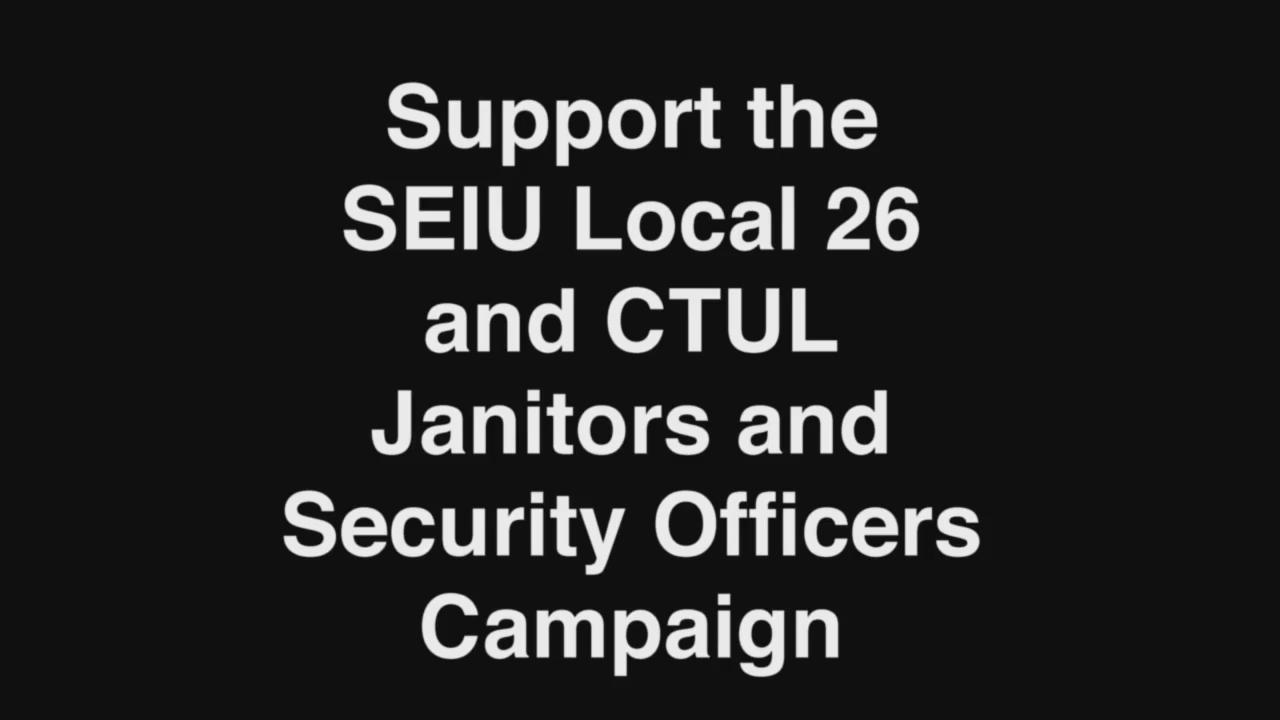 Support the
SEIU Local 26
and CTUL
Janitors and
Security Officers
Campaign